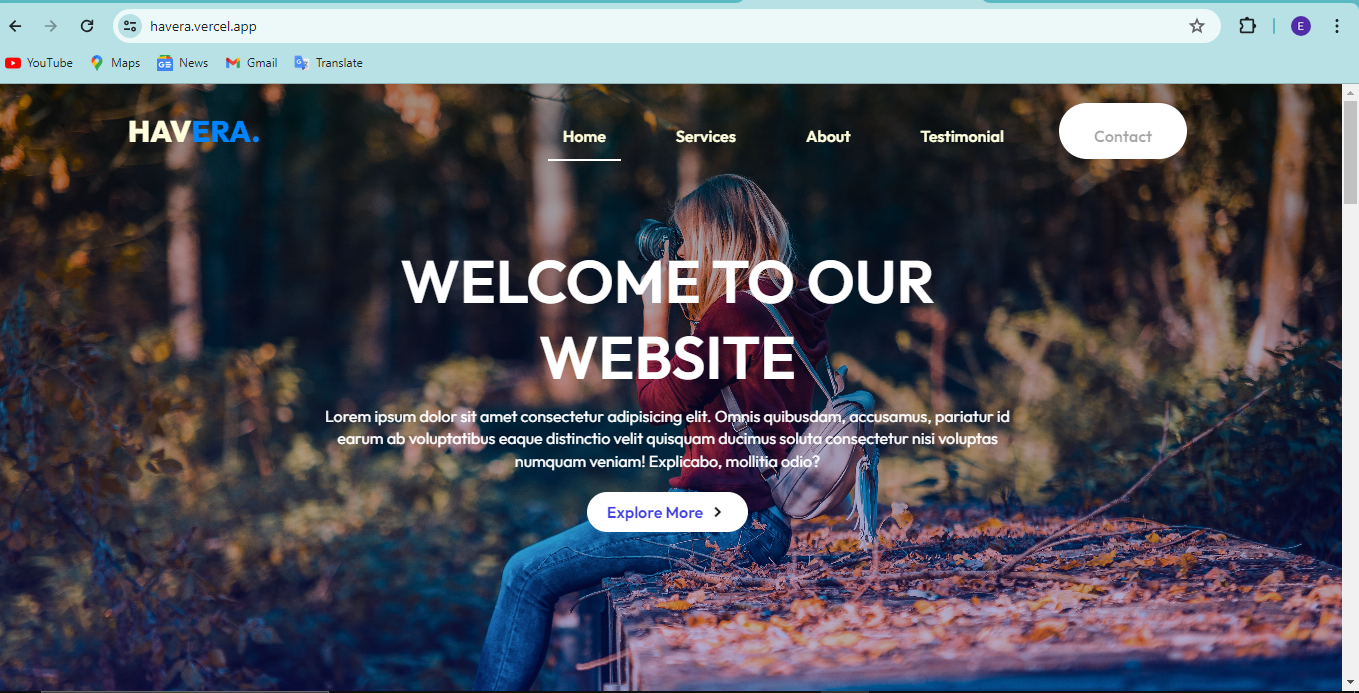 havera.vercel.app
E
YouTube Maps News Gmail Translate
HAVERA.
Home Services About Testimonial Contact
WELCOME TO OUR
WEBSITE
Lorem ipsum dolor sit amet consectetur adipisicing elit. Omnis quibusdam, accusamus, pariatur id
earum ab voluptatibus eaque distinctio velit quisquam ducimus soluta consectetur nisi voluptas
numquam veniam! Explicabo, mollitia odio?
Explore More